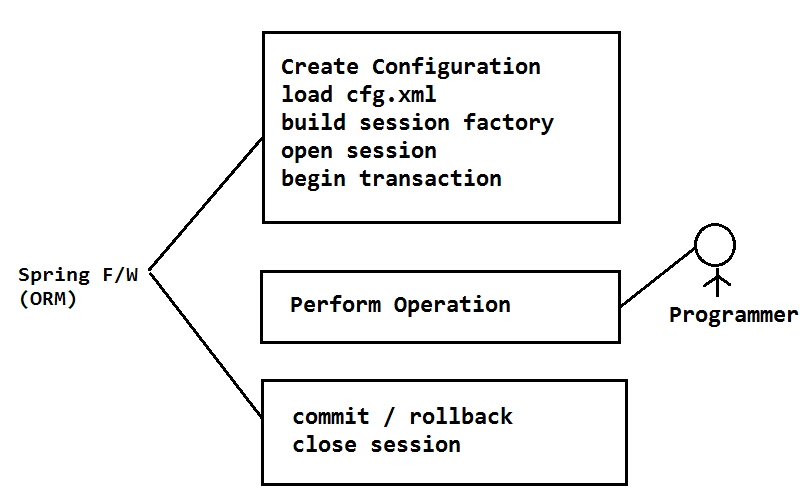 Create Configuration
load cfg.xml
build session factory
open session
begin transaction
Spring F/W
(ORM)
Perform Operation
Programmer
commit / rollback
close session